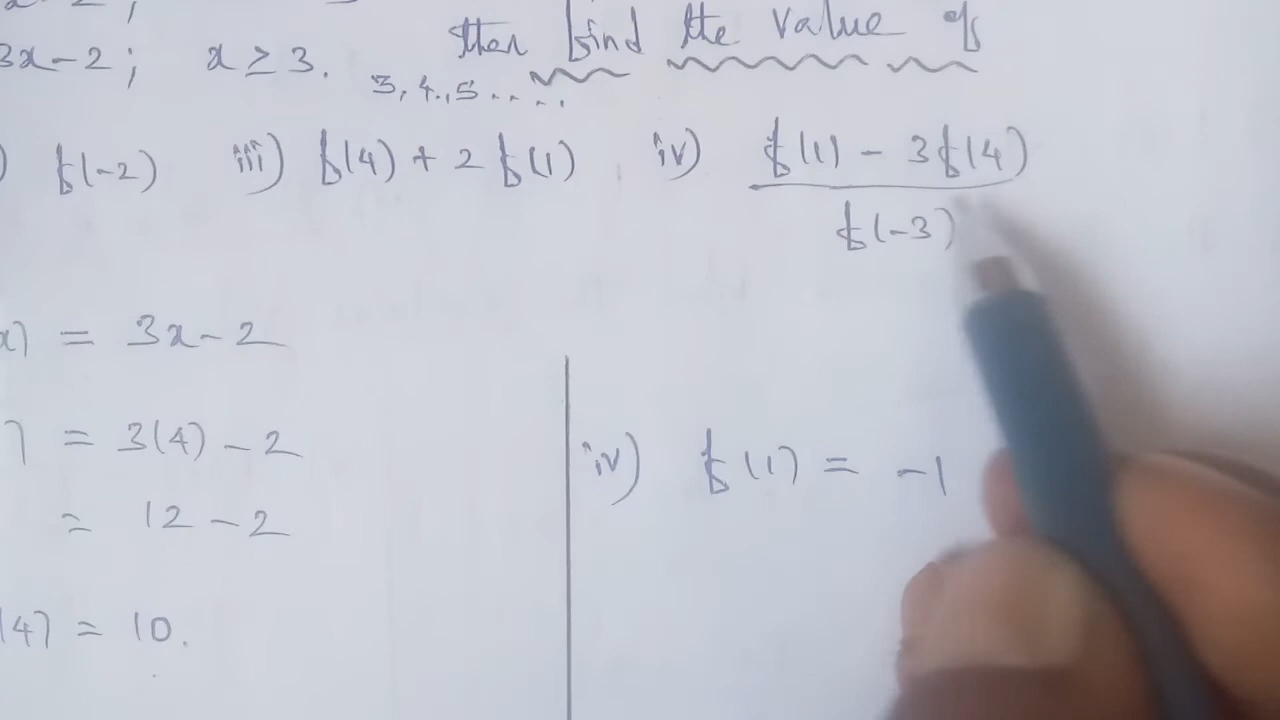 3x - 2 ; x ≥ 3. then find the value of
3, 4, 5 . . . . .
) f(-2) iii) f(4) + 2 f(1) iv) f(1) - 3f(4)
f(-3)
x) = 3x - 2
) = 3(4) - 2
= 12 - 2
iv) f(1) = -1
(4) = 10.